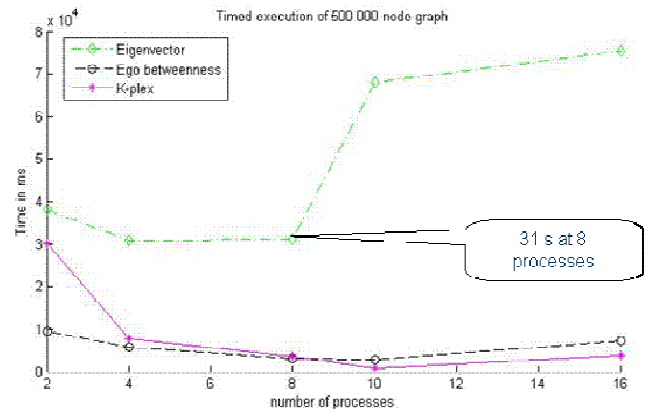 Timed execution of 500 000 node graph
x 10^4
8
7
6
5
4
3
2
1
0
Time in ms
Eigenvector
Ego betweenness
K-plex
31 s at 8
processes
2 4 6 8 10 12 14 16
number of processes